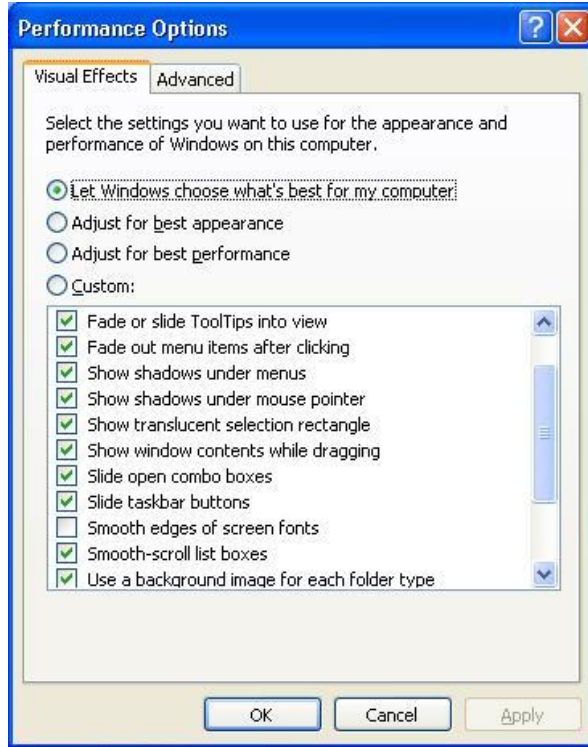 Performance Options
Visual Effects
Advanced
Select the settings you want to use for the appearance and
performance of Windows on this computer.
Let Windows choose what's best for my computer
Adjust for best appearance
Adjust for best performance
Custom:
Fade or slide ToolTips into view
Fade out menu items after clicking
Show shadows under menus
Show shadows under mouse pointer
Show translucent selection rectangle
Show window contents while dragging
Slide open combo boxes
Slide taskbar buttons
Smooth edges of screen fonts
Smooth-scroll list boxes
Use a background image for each folder type
OK
Cancel
Apply